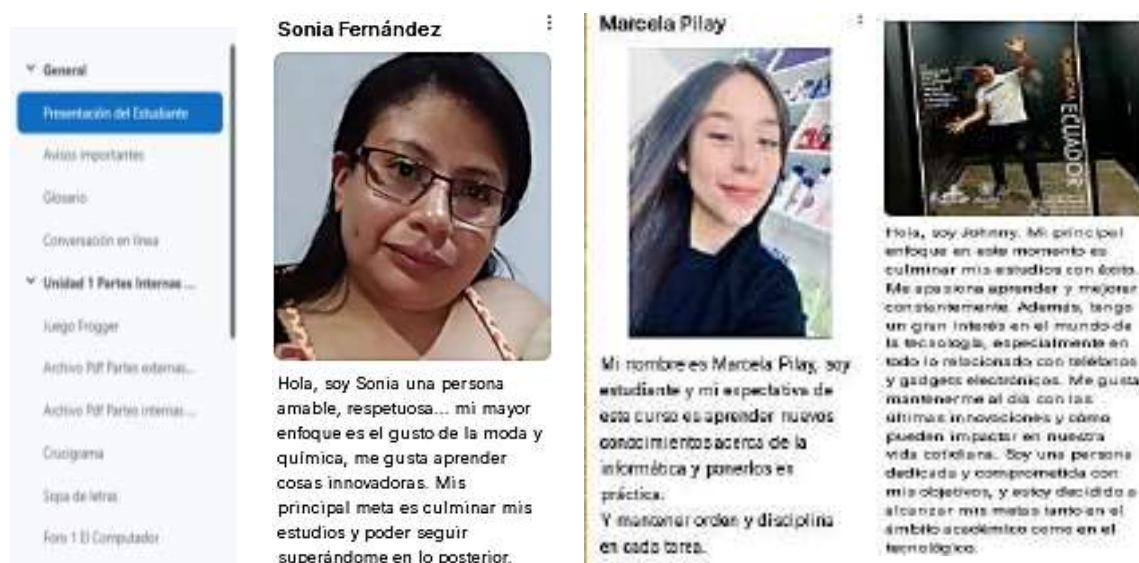 General
Presentación del Estudiante
Avisos importantes
Glosario
Conversación en línea
Unidad 1 Partes Internas ...
Juego Frogger
Archivo Pdf Partes externas...
Archivo Pdf Partes internas ...
Crucigrama
Sopa de letras
Foro 1 El Computador
Sonia Fernández
Hola, soy Sonia una persona
amable, respetuosa... mi mayor
enfoque es el gusto de la moda y
química, me gusta aprender
cosas innovadoras. Mis
principal meta es culminar mis
estudios y poder seguir
superándome en lo posterior.
Marcela Pilay
Mi nombre es Marcela Pilay, soy
estudiante y mi espectativa de
este curso es aprender nuevos
conocimientos acerca de la
informática y ponerlos en
práctica.
Y mantener orden y disciplina
en cada tarea.
ECUADOR
Hola, soy Johnny. Mi principal
enfoque en este momento es
culminar mis estudios con éxito.
Me apasiona aprender y mejorar
constantemente. Además, tengo
un gran interés en el mundo de
la tecnología, especialmente en
todo lo relacionado con teléfonos
y gadgets electrónicos. Me gusta
mantenerme al día con las
últimas innovaciones y cómo
pueden impactar en nuestra
vida cotidiana. Soy una persona
dedicada y comprometida con
mis objetivos, y estoy decidido a
alcanzar mis metas tanto en el
ámbito académico como en el
tecnológico.